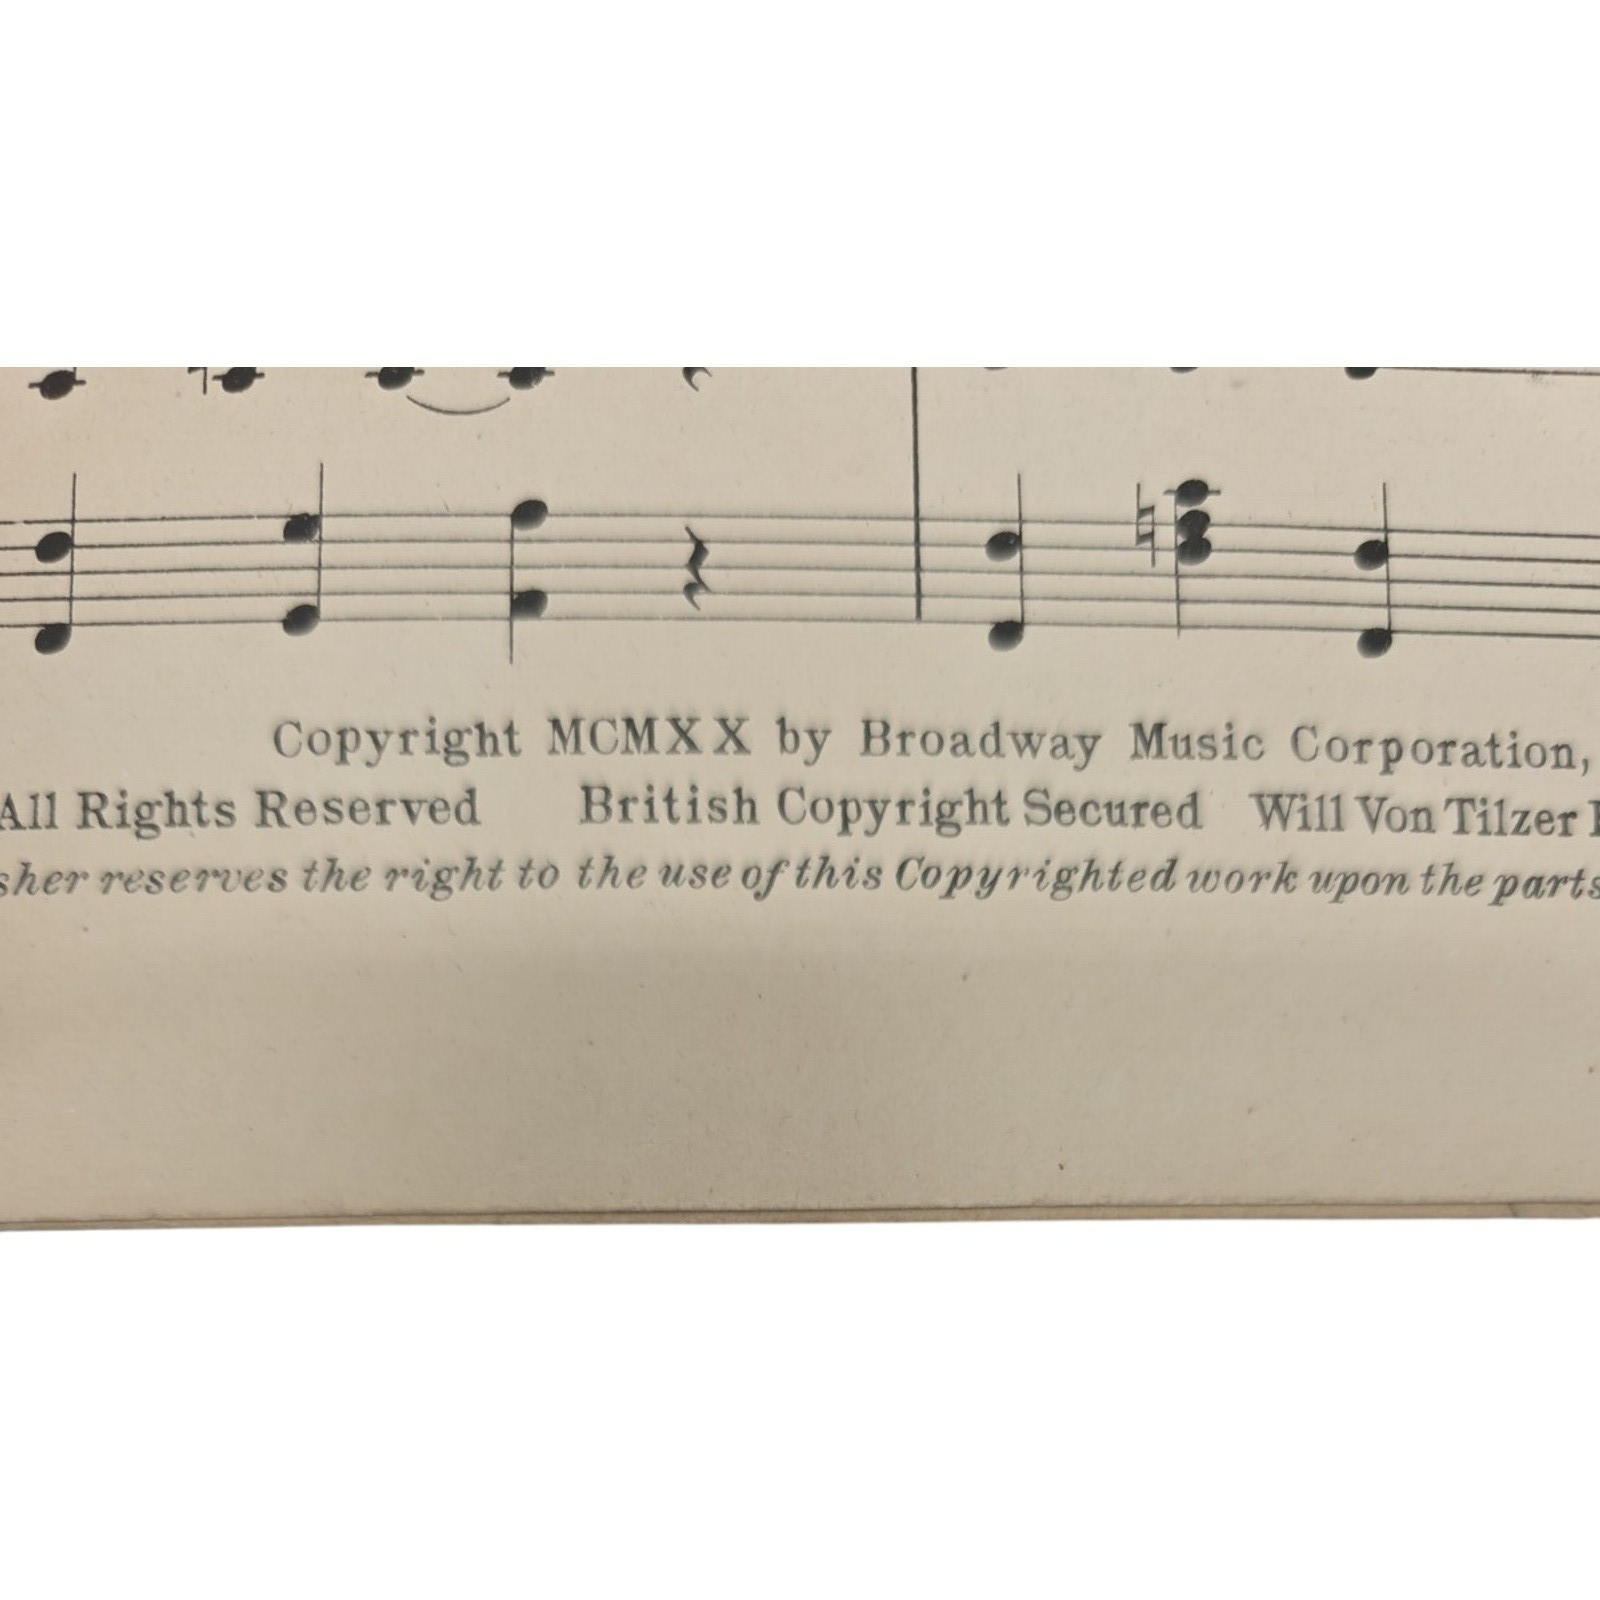 Copyright MCMXX by Broadway Music Corporation,
All Rights Reserved British Copyright Secured Will Von Tilzer
reserves the right to the use of this Copyrighted work upon the parts